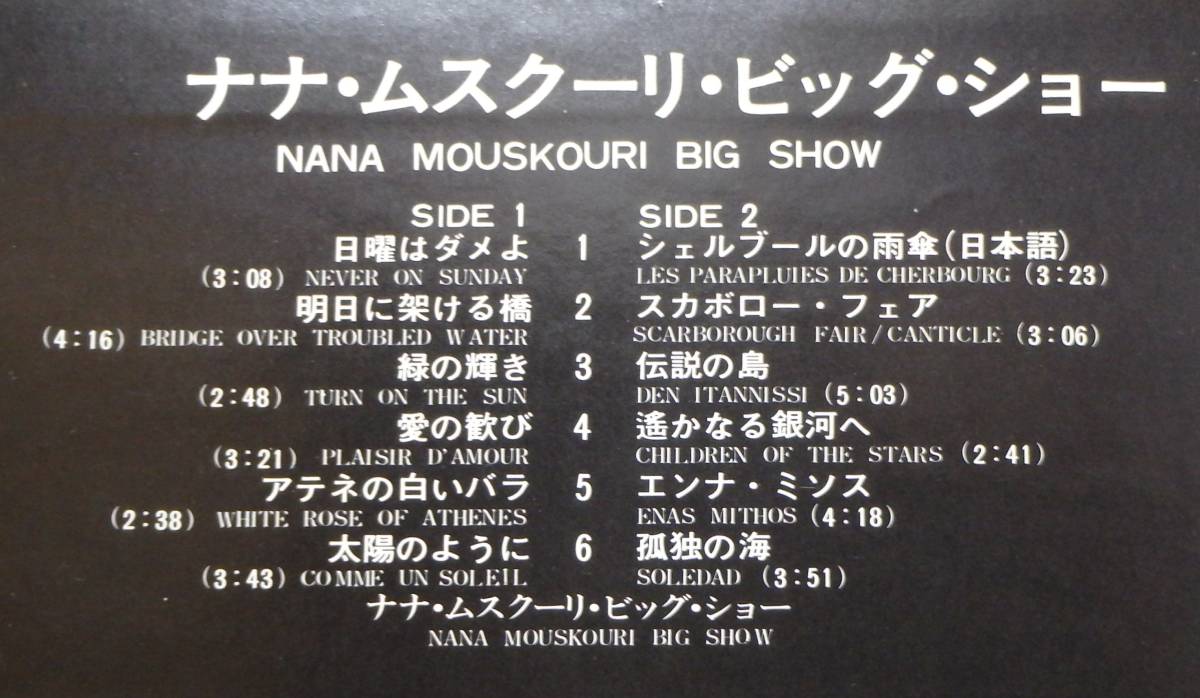 ナナ・ムスクーリ・ビッグ・ショー
NANA MOUSKOURI BIG SHOW
SIDE 1 SIDE 2
日曜はダメよ 1 シェルブールの雨傘(日本語)
(3:08) NEVER ON SUNDAY LES PARAPLUIES DE CHERBOURG (3:23)
明日に架ける橋 2 スカボロー・フェア
(4:16) BRIDGE OVER TROUBLED WATER SCARBOROUGH FAIR/CANTICLE (3:06)
緑の輝き 3 伝説の島
(2:48) TURN ON THE SUN DEN ITANNISSI (5:03)
愛の歓び 4 遙かなる銀河へ
(3:21) PLAISIR D'AMOUR CHILDREN OF THE STARS (2:41)
アテネの白いバラ 5 エンナ・ミソス
(2:38) WHITE ROSE OF ATHENES ENAS MITHOS (4:18)
太陽のように 6 孤独の海
(3:43) COMME UN SOLEIL SOLEDAD (3:51)
ナナ・ムスクーリ・ビッグ・ショー
NANA MOUSKOURI BIG SHOW